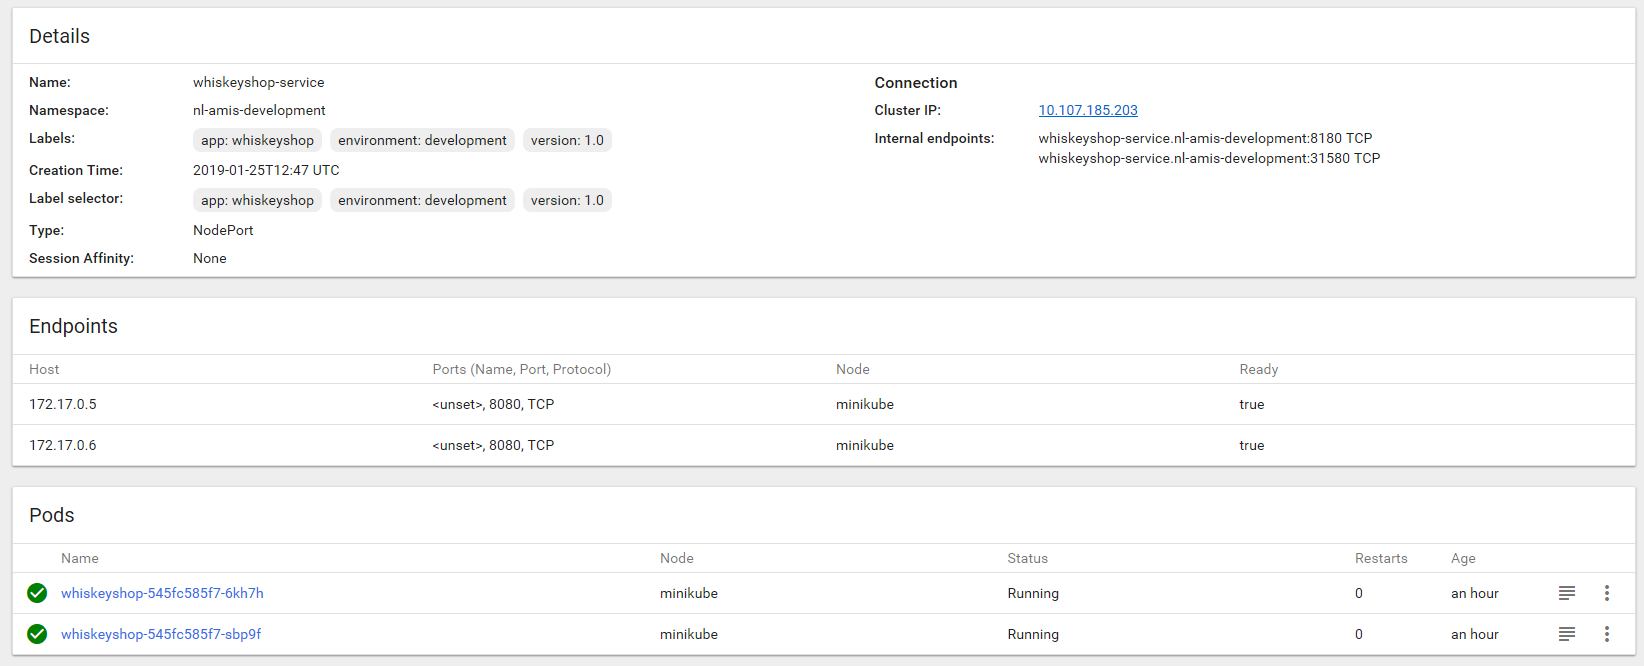 Details
Name: whiskeyshop-service
Namespace: nl-amis-development
Labels: app: whiskeyshop environment: development version: 1.0
Creation Time: 2019-01-25T12:47 UTC
Label selector: app: whiskeyshop environment: development version: 1.0
Type: NodePort
Session Affinity: None
Connection
Cluster IP: 10.107.185.203
Internal endpoints: whiskeyshop-service.nl-amis-development:8180 TCP
whiskeyshop-service.nl-amis-development:31580 TCP
Endpoints
Host Ports (Name, Port, Protocol) Node Ready
172.17.0.5 <unset>, 8080, TCP minikube true
172.17.0.6 <unset>, 8080, TCP minikube true
Pods
Name Node Status Restarts Age
whiskeyshop-545fc585f7-6kh7h minikube Running 0 an hour
whiskeyshop-545fc585f7-sbp9f minikube Running 0 an hour